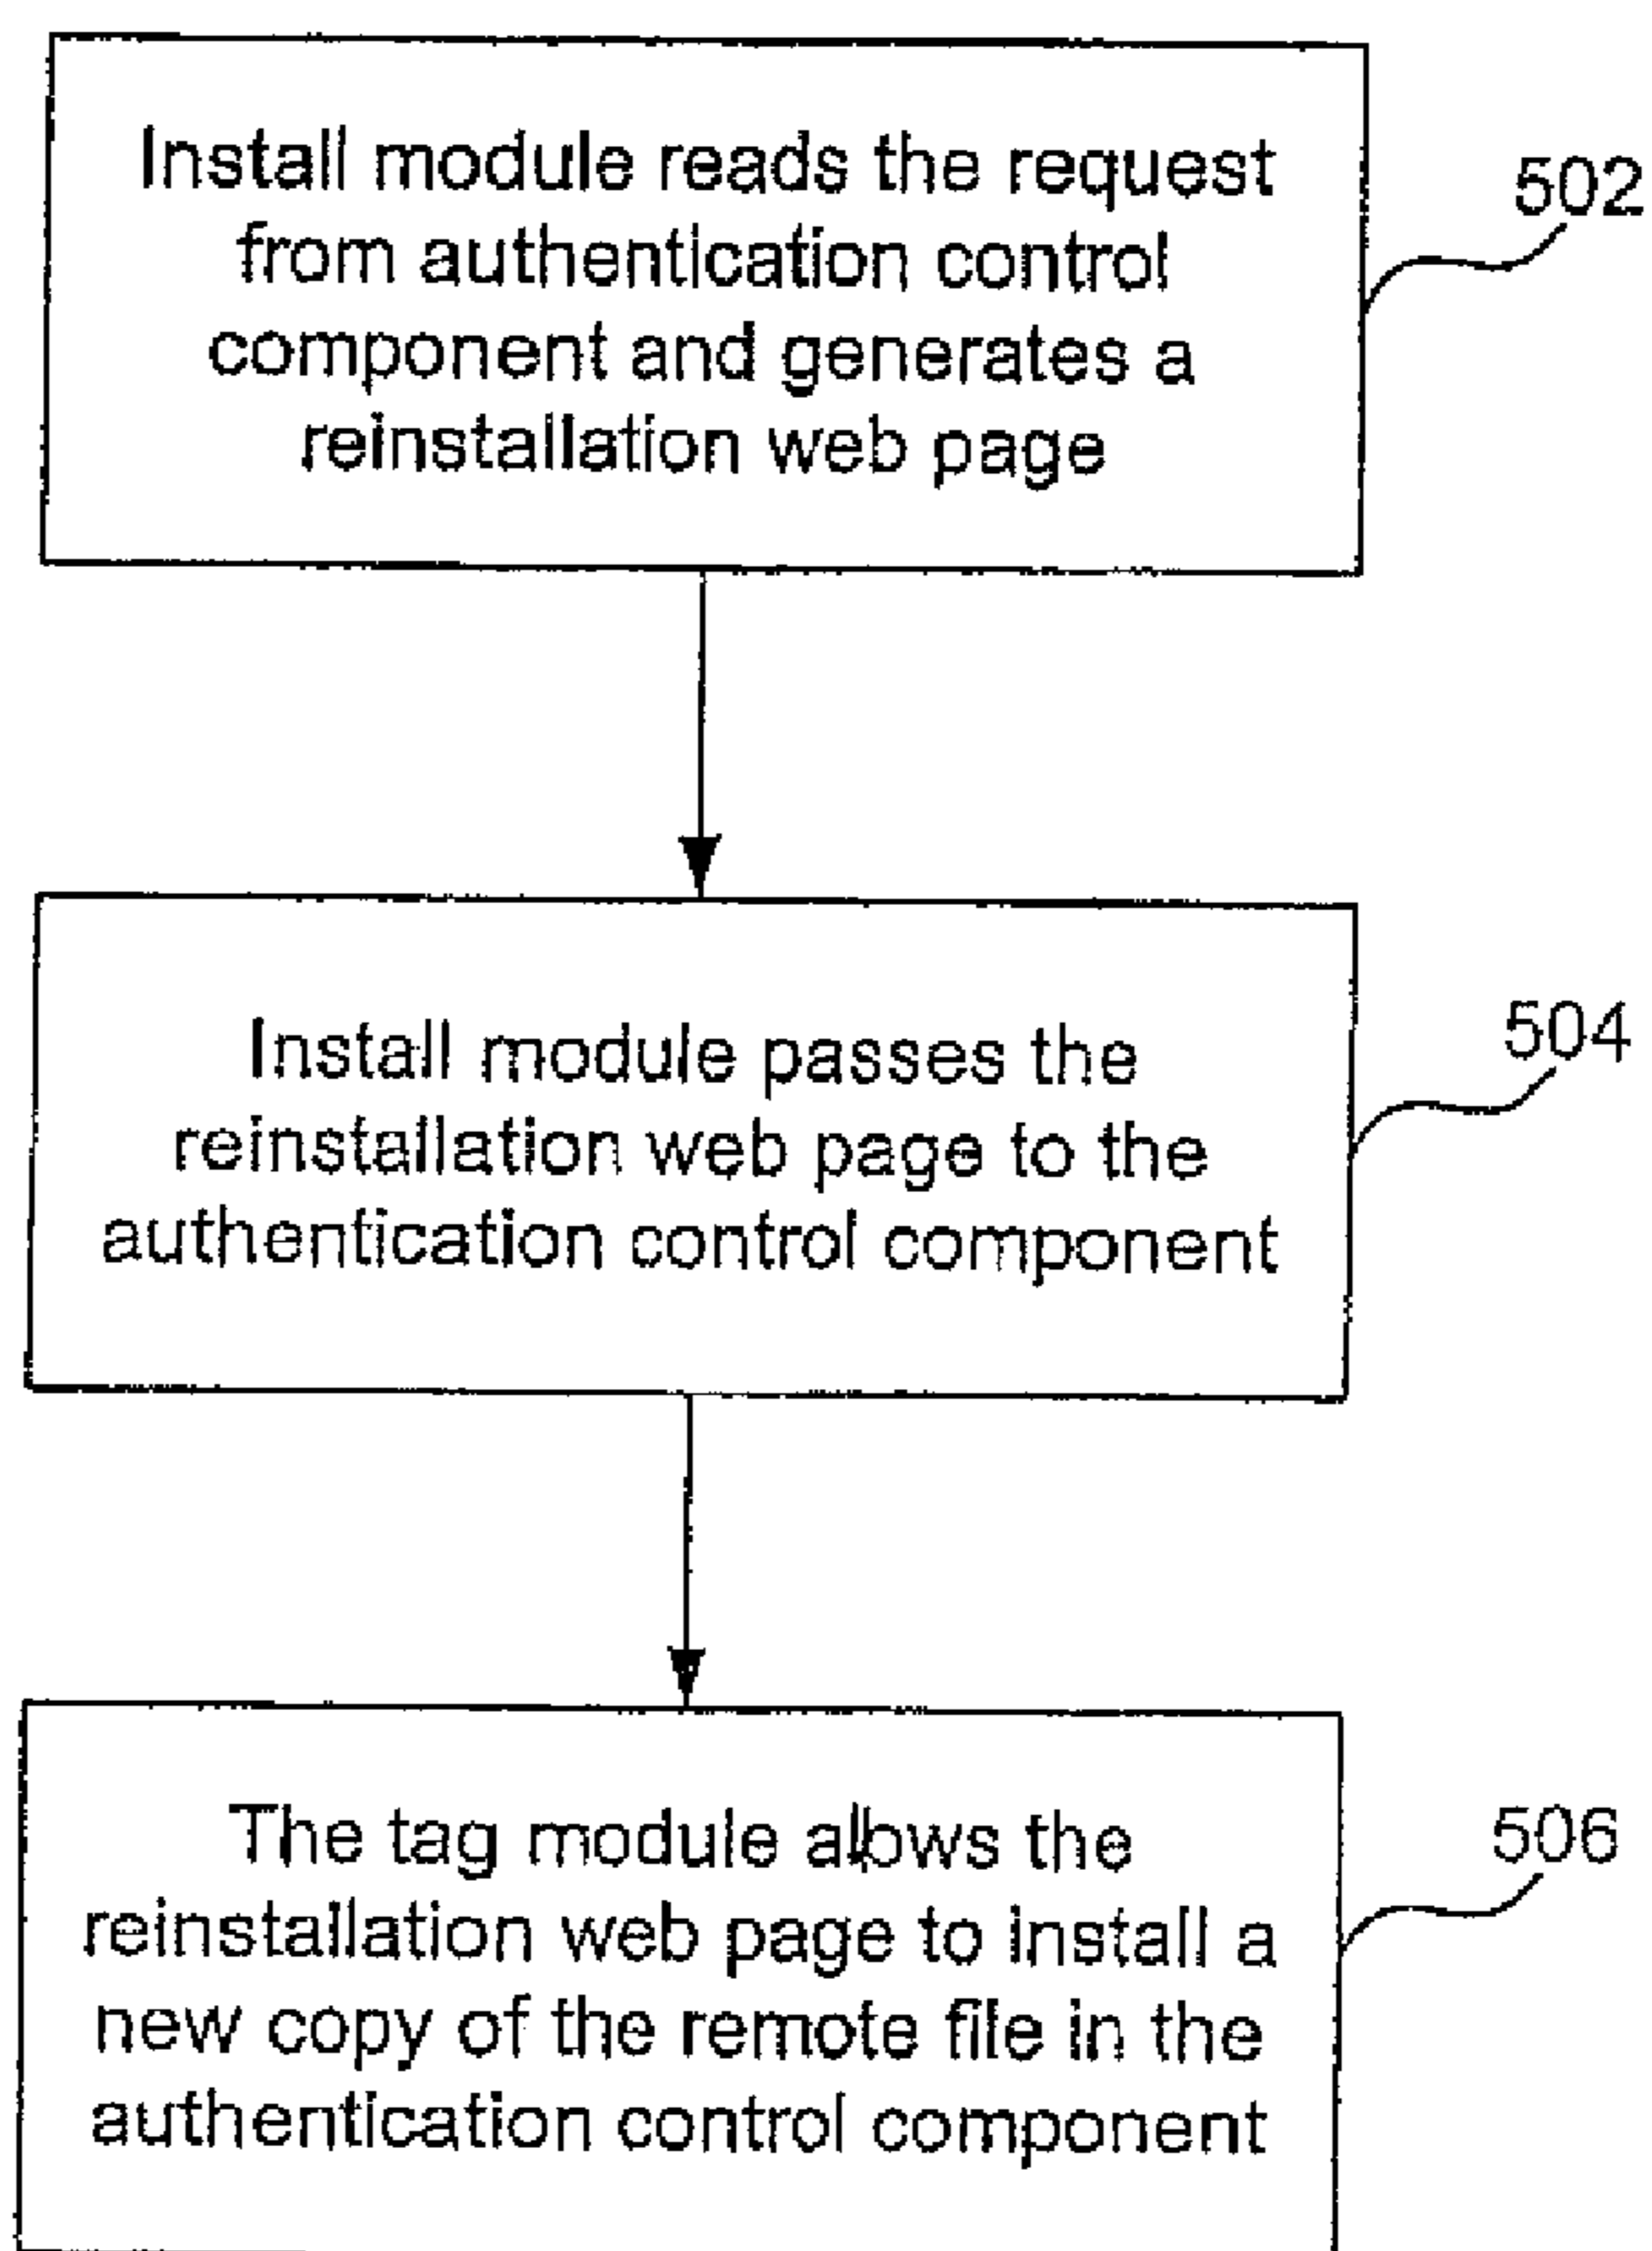 Install module reads the request
from authentication control
component and generates a
reinstallation web page
502
Install module passes the
reinstallation web page to the
authentication control component
504
The tag module allows the
reinstallation web page to install a
new copy of the remote file in the
authentication control component
506